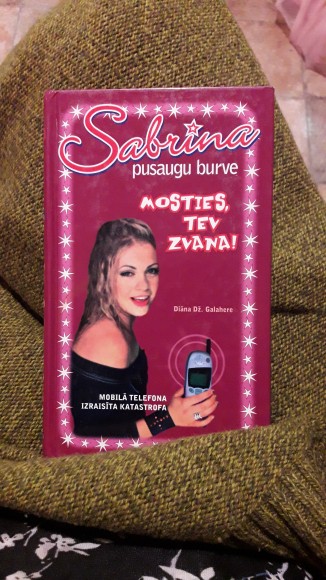 Sabrina
pusaugu burve
MOSTIES,
TEV
ZVANA!
Diāna Dž. Galahere
MOBILĀ TELEFONA
IZRAISĪTA KATASTROFA